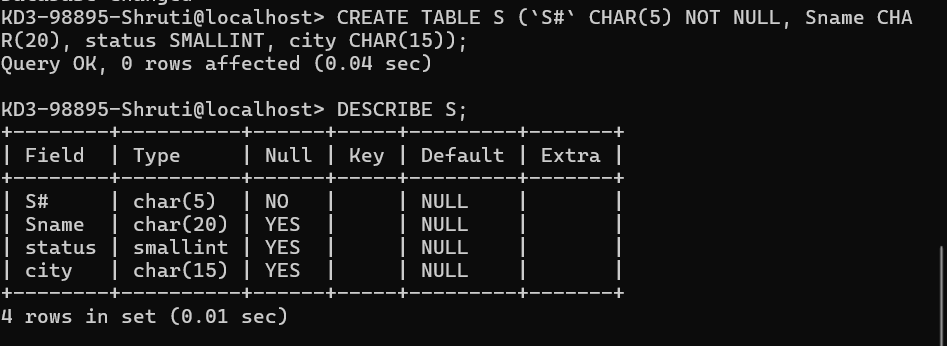 KD3-98895-Shruti@localhost> CREATE TABLE S (`S#` CHAR(5) NOT NULL, Sname CHA
R(20), status SMALLINT, city CHAR(15));
Query OK, 0 rows affected (0.04 sec)
KD3-98895-Shruti@localhost> DESCRIBE S;
+--------+----------+------+-----+---------+-------+
| Field  | Type     | Null | Key | Default | Extra |
+--------+----------+------+-----+---------+-------+
| S#     | char(5)  | NO   |     | NULL    |       |
| Sname  | char(20) | YES  |     | NULL    |       |
| status | smallint | YES  |     | NULL    |       |
| city   | char(15) | YES  |     | NULL    |       |
+--------+----------+------+-----+---------+-------+
4 rows in set (0.01 sec)